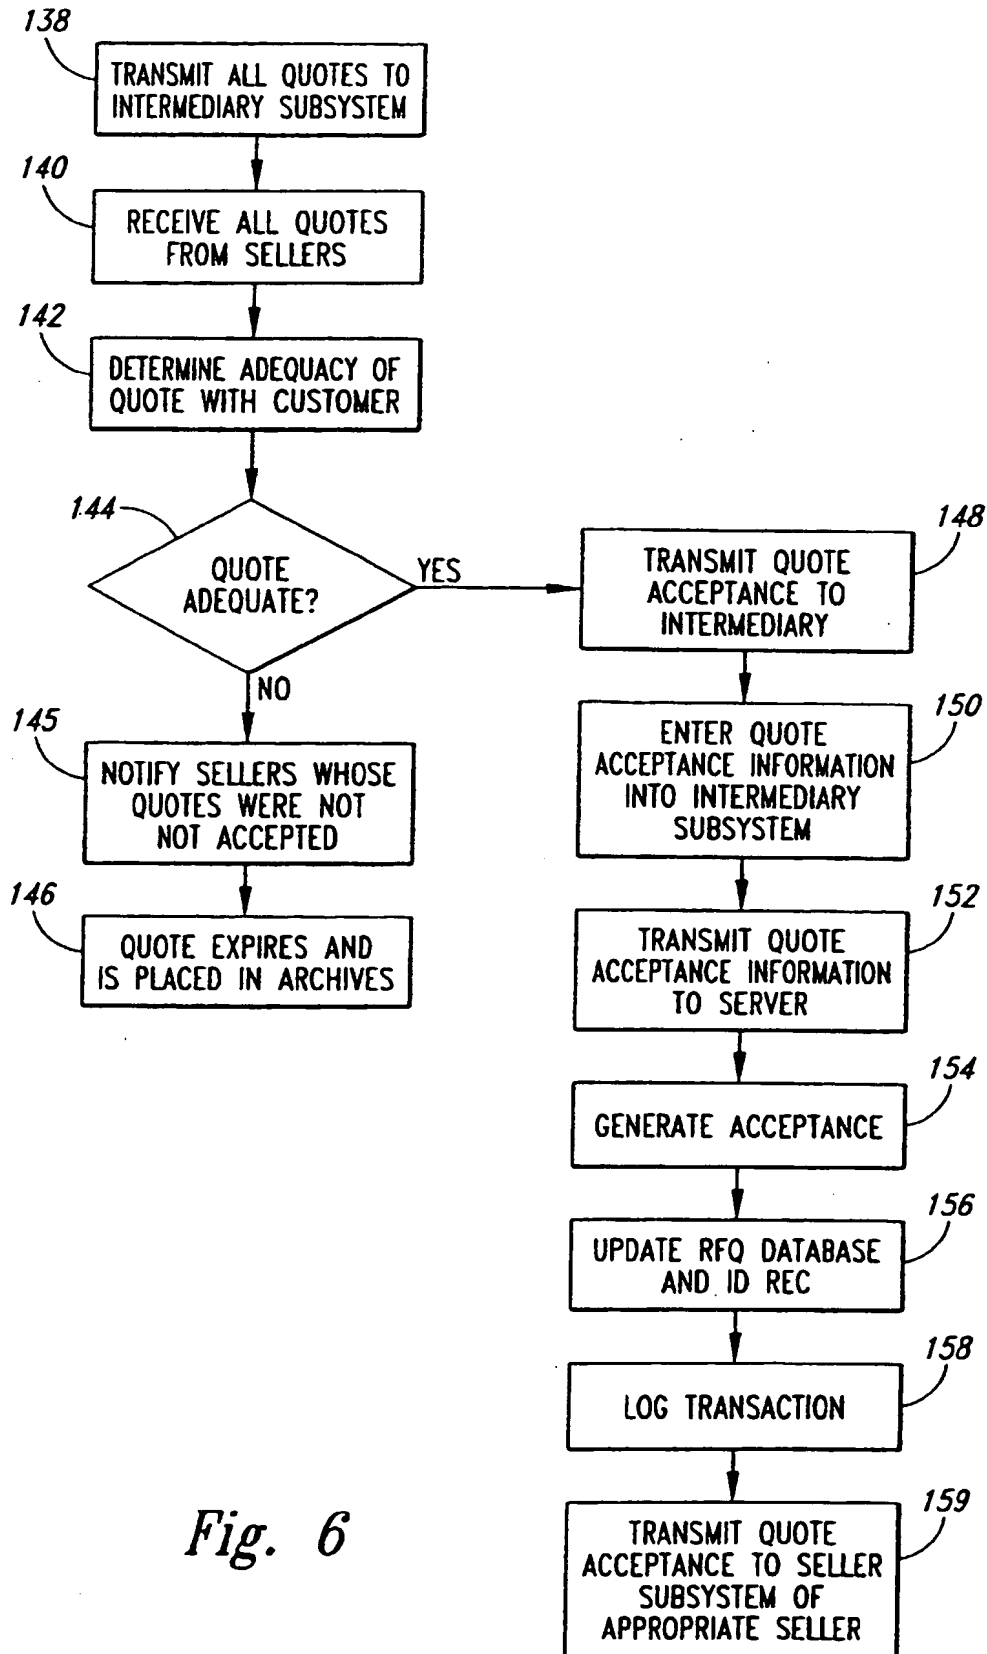 138
TRANSMIT ALL QUOTES TO
INTERMEDIARY SUBSYSTEM
140
RECEIVE ALL QUOTES
FROM SELLERS
142
DETERMINE ADEQUACY OF
QUOTE WITH CUSTOMER
144
QUOTE
ADEQUATE?
YES
NO
145
NOTIFY SELLERS WHOSE
QUOTES WERE NOT
NOT ACCEPTED
146
QUOTE EXPIRES AND
IS PLACED IN ARCHIVES
148
TRANSMIT QUOTE
ACCEPTANCE TO
INTERMEDIARY
150
ENTER QUOTE
ACCEPTANCE INFORMATION
INTO INTERMEDIARY
SUBSYSTEM
152
TRANSMIT QUOTE
ACCEPTANCE INFORMATION
TO SERVER
154
GENERATE ACCEPTANCE
156
UPDATE RFQ DATABASE
AND ID REC
158
LOG TRANSACTION
159
TRANSMIT QUOTE
ACCEPTANCE TO SELLER
SUBSYSTEM OF
APPROPRIATE SELLER
Fig. 6